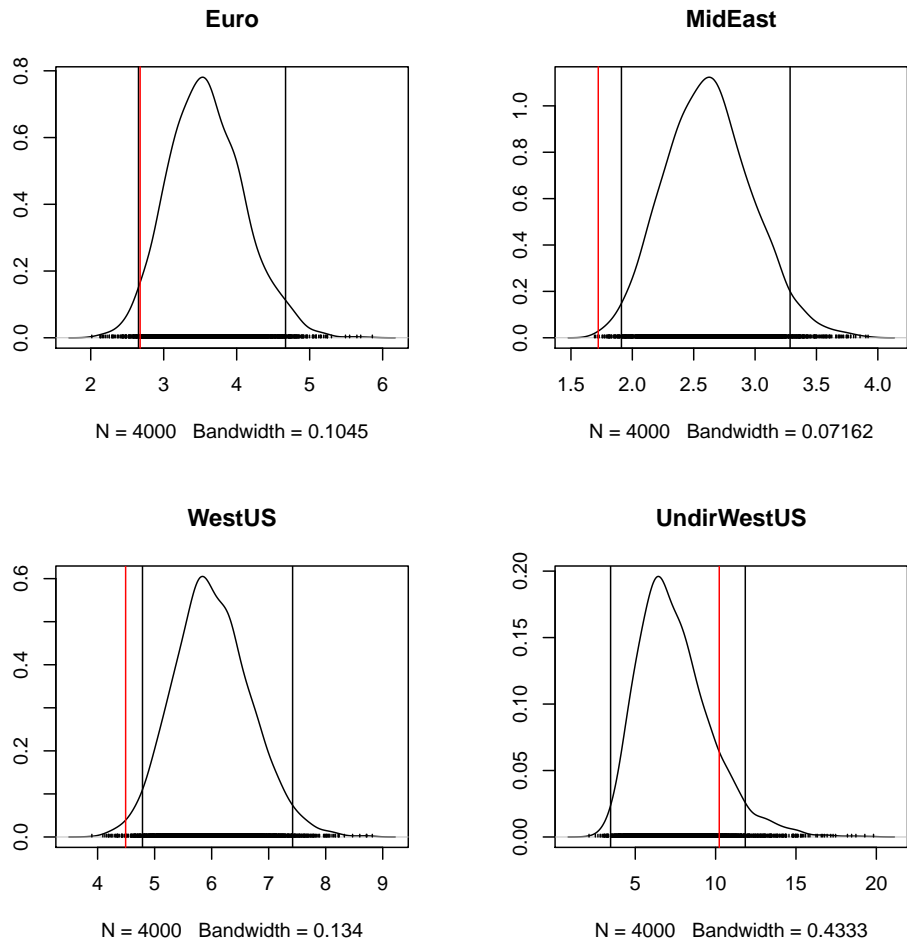 Euro
0.0 0.2 0.4 0.6 0.8
2 3 4 5 6
N = 4000 Bandwidth = 0.1045
MidEast
0.0 0.2 0.4 0.6 0.8 1.0
1.5 2.0 2.5 3.0 3.5 4.0
N = 4000 Bandwidth = 0.07162
WestUS
0.0 0.2 0.4 0.6
4 5 6 7 8 9
N = 4000 Bandwidth = 0.134
UndirWestUS
0.00 0.05 0.10 0.15 0.20
5 10 15 20
N = 4000 Bandwidth = 0.4333